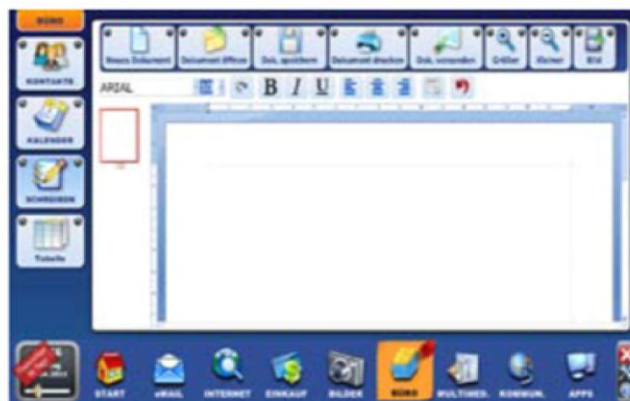 BÜRO
Neues Dokument Dokument öffnen Dok. speichern Dokument drucken Dok. versenden Größer Kleiner Bild
KONTAKTE
ARIAL B I U
KALENDER
SCHREIBEN
Tabelle
START eMAIL INTERNET EINKAUF BILDER BÜRO MULTIMED. KOMMUN. APPS